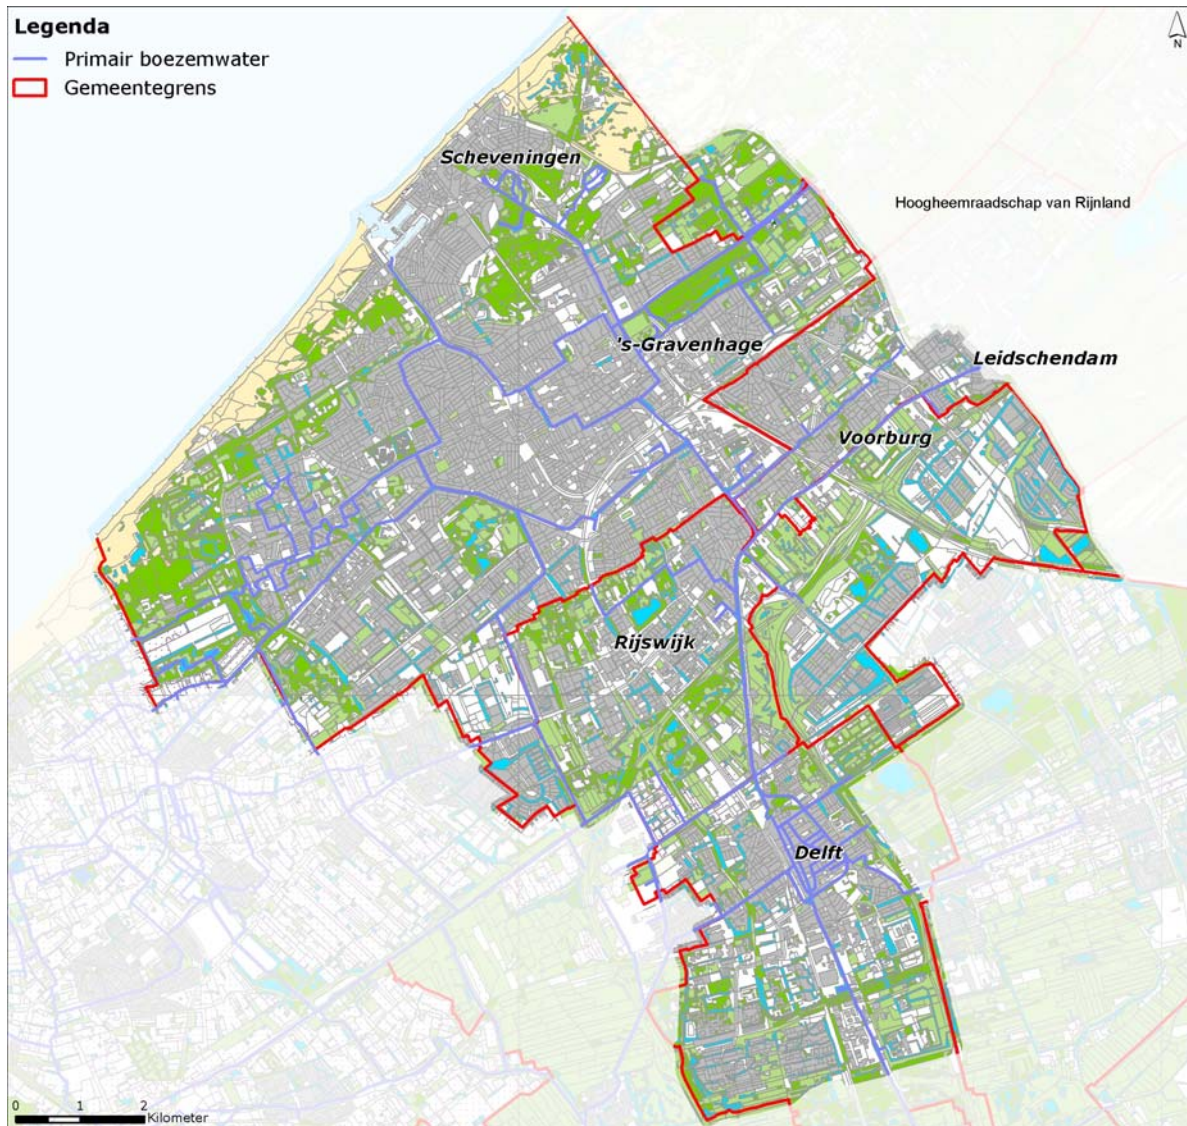 Legenda
Primair boezemwater
Gemeentegrens
N
Scheveningen
Hoogheemraadschap van Rijnland
's-Gravenhage
Leidschendam
Voorburg
Rijswijk
Delft
0 1 2
Kilometer